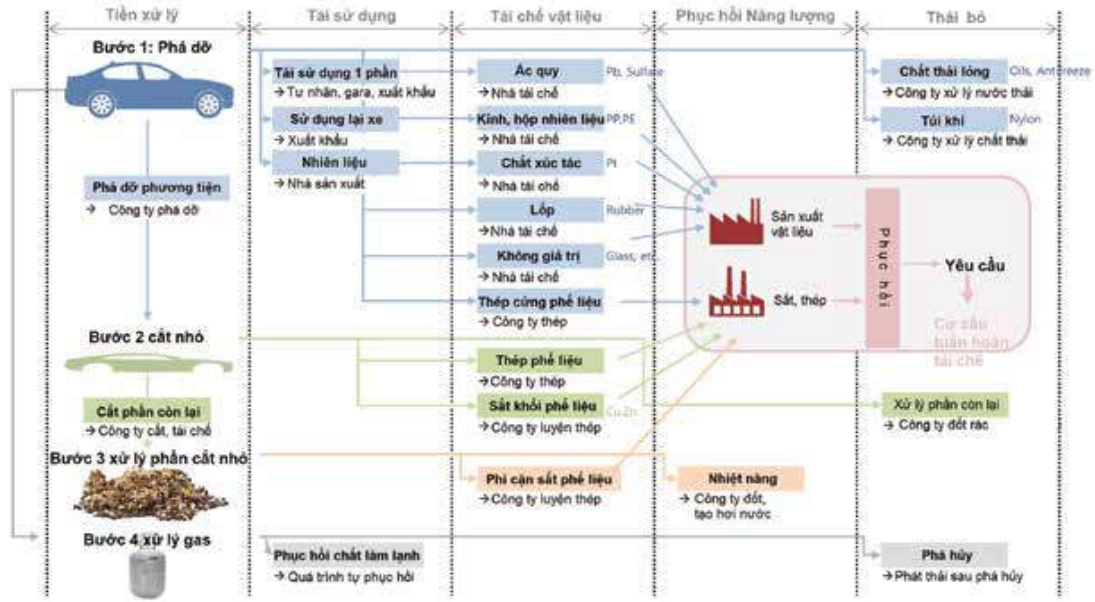 Tiền xử lý
Tái sử dụng
Tái chế vật liệu
Phục hồi Năng lượng
Thải bỏ
Bước 1: Phá dỡ
Phá dỡ phương tiện
→ Công ty phá dỡ
Bước 2 cắt nhỏ
Cắt phần còn lại
→ Công ty cắt, tái chế
Bước 3 xử lý phần cắt nhỏ
Bước 4 xử lý gas
Tái sử dụng 1 phần
→ Tư nhân, gara, xuất khẩu
Sử dụng lại xe
→ Xuất khẩu
Nhiên liệu
→ Nhà sản xuất
Phục hồi chất làm lạnh
→ Quá trình tự phục hồi
Ác quy
Pb, Sulfate
→ Nhà tái chế
Kính, hộp nhiên liệu
PP,PE
→ Nhà tái chế
Chất xúc tác
Pt
→ Nhà tái chế
Lốp
Rubber
→ Nhà tái chế
Không giá trị
Glass, etc.
→ Nhà tái chế
Thép cứng phế liệu
→ Công ty thép
Thép phế liệu
→ Công ty thép
Sắt khối phế liệu
Cu,Zn
→ Công ty luyện thép
Phi cặn sắt phế liệu
→ Công ty luyện thép
Sản xuất
vật liệu
Sắt, thép
Phục hồi
Yêu cầu
Cơ cấu
tuần hoàn
tái chế
Nhiệt năng
→ Công ty đốt,
tạo hơi nước
Chất thải lỏng
Oils, Antifreeze
→ Công ty xử lý nước thải
Túi khí
Nylon
→ Công ty xử lý chất thải
Xử lý phần còn lại
→ Công ty đốt rác
Phá hủy
→ Phát thải sau phá hủy